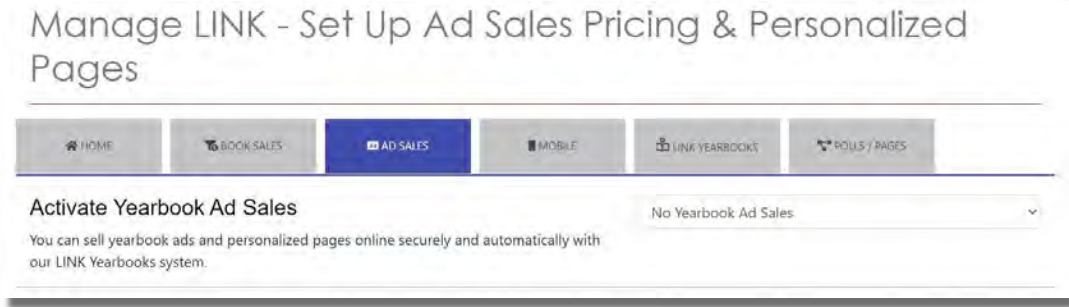 Manage LINK - Set Up Ad Sales Pricing & Personalized
Pages
HOME
BOOK SALES
AD SALES
MOBILE
LINK YEARBOOKS
POLLS / PAGES
Activate Yearbook Ad Sales
No Yearbook Ad Sales
You can sell yearbook ads and personalized pages online securely and automatically with
our LINK Yearbooks system.